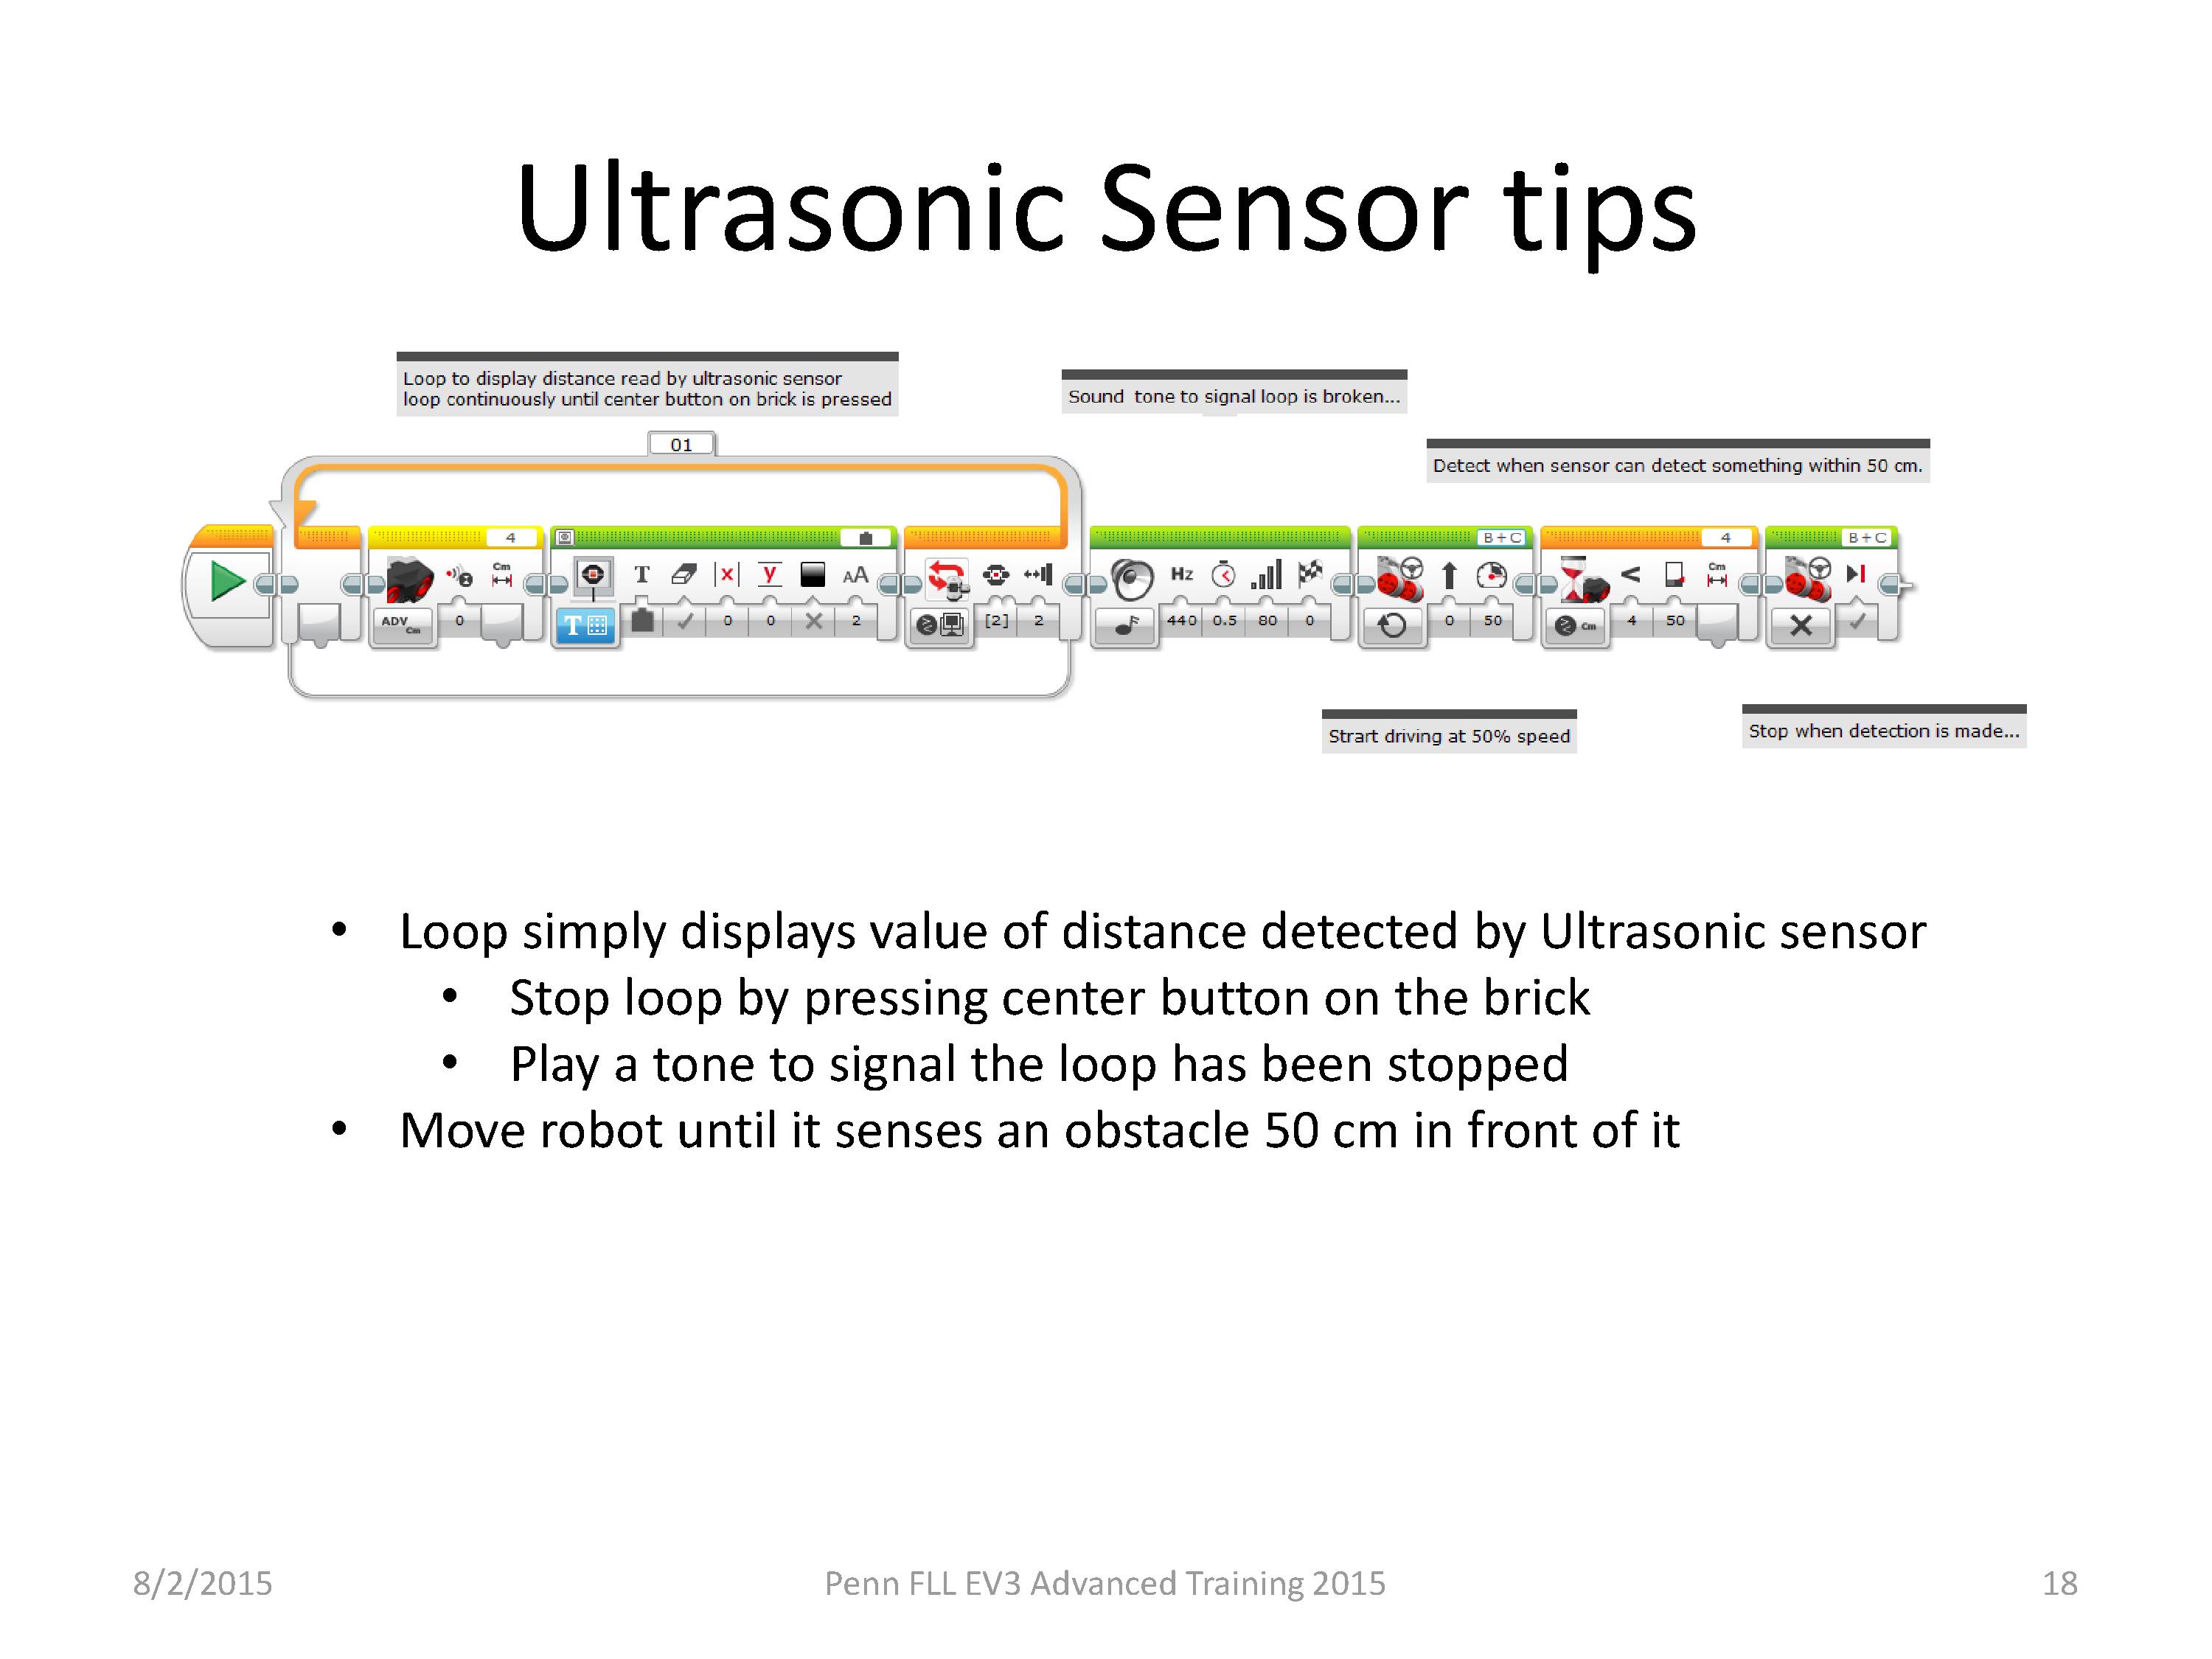 Ultrasonic Sensor tips
Loop to display distance read by ultrasonic sensor
loop continuously until center button on brick is pressed
Sound  tone to signal loop is broken...
Detect when sensor can detect something within 50 cm.
01
4
B+C
4
B+C
Cm
T
x
y
AA
Hz
<
Cm
ADV Cm
0
T
0
0
2
[2]
2
440
0.5
80
0
0
50
Cm
4
50
Strart driving at 50% speed
Stop when detection is made...
• Loop simply displays value of distance detected by Ultrasonic sensor
• Stop loop by pressing center button on the brick
• Play a tone to signal the loop has been stopped
• Move robot until it senses an obstacle 50 cm in front of it
8/2/2015
Penn FLL EV3 Advanced Training 2015
18